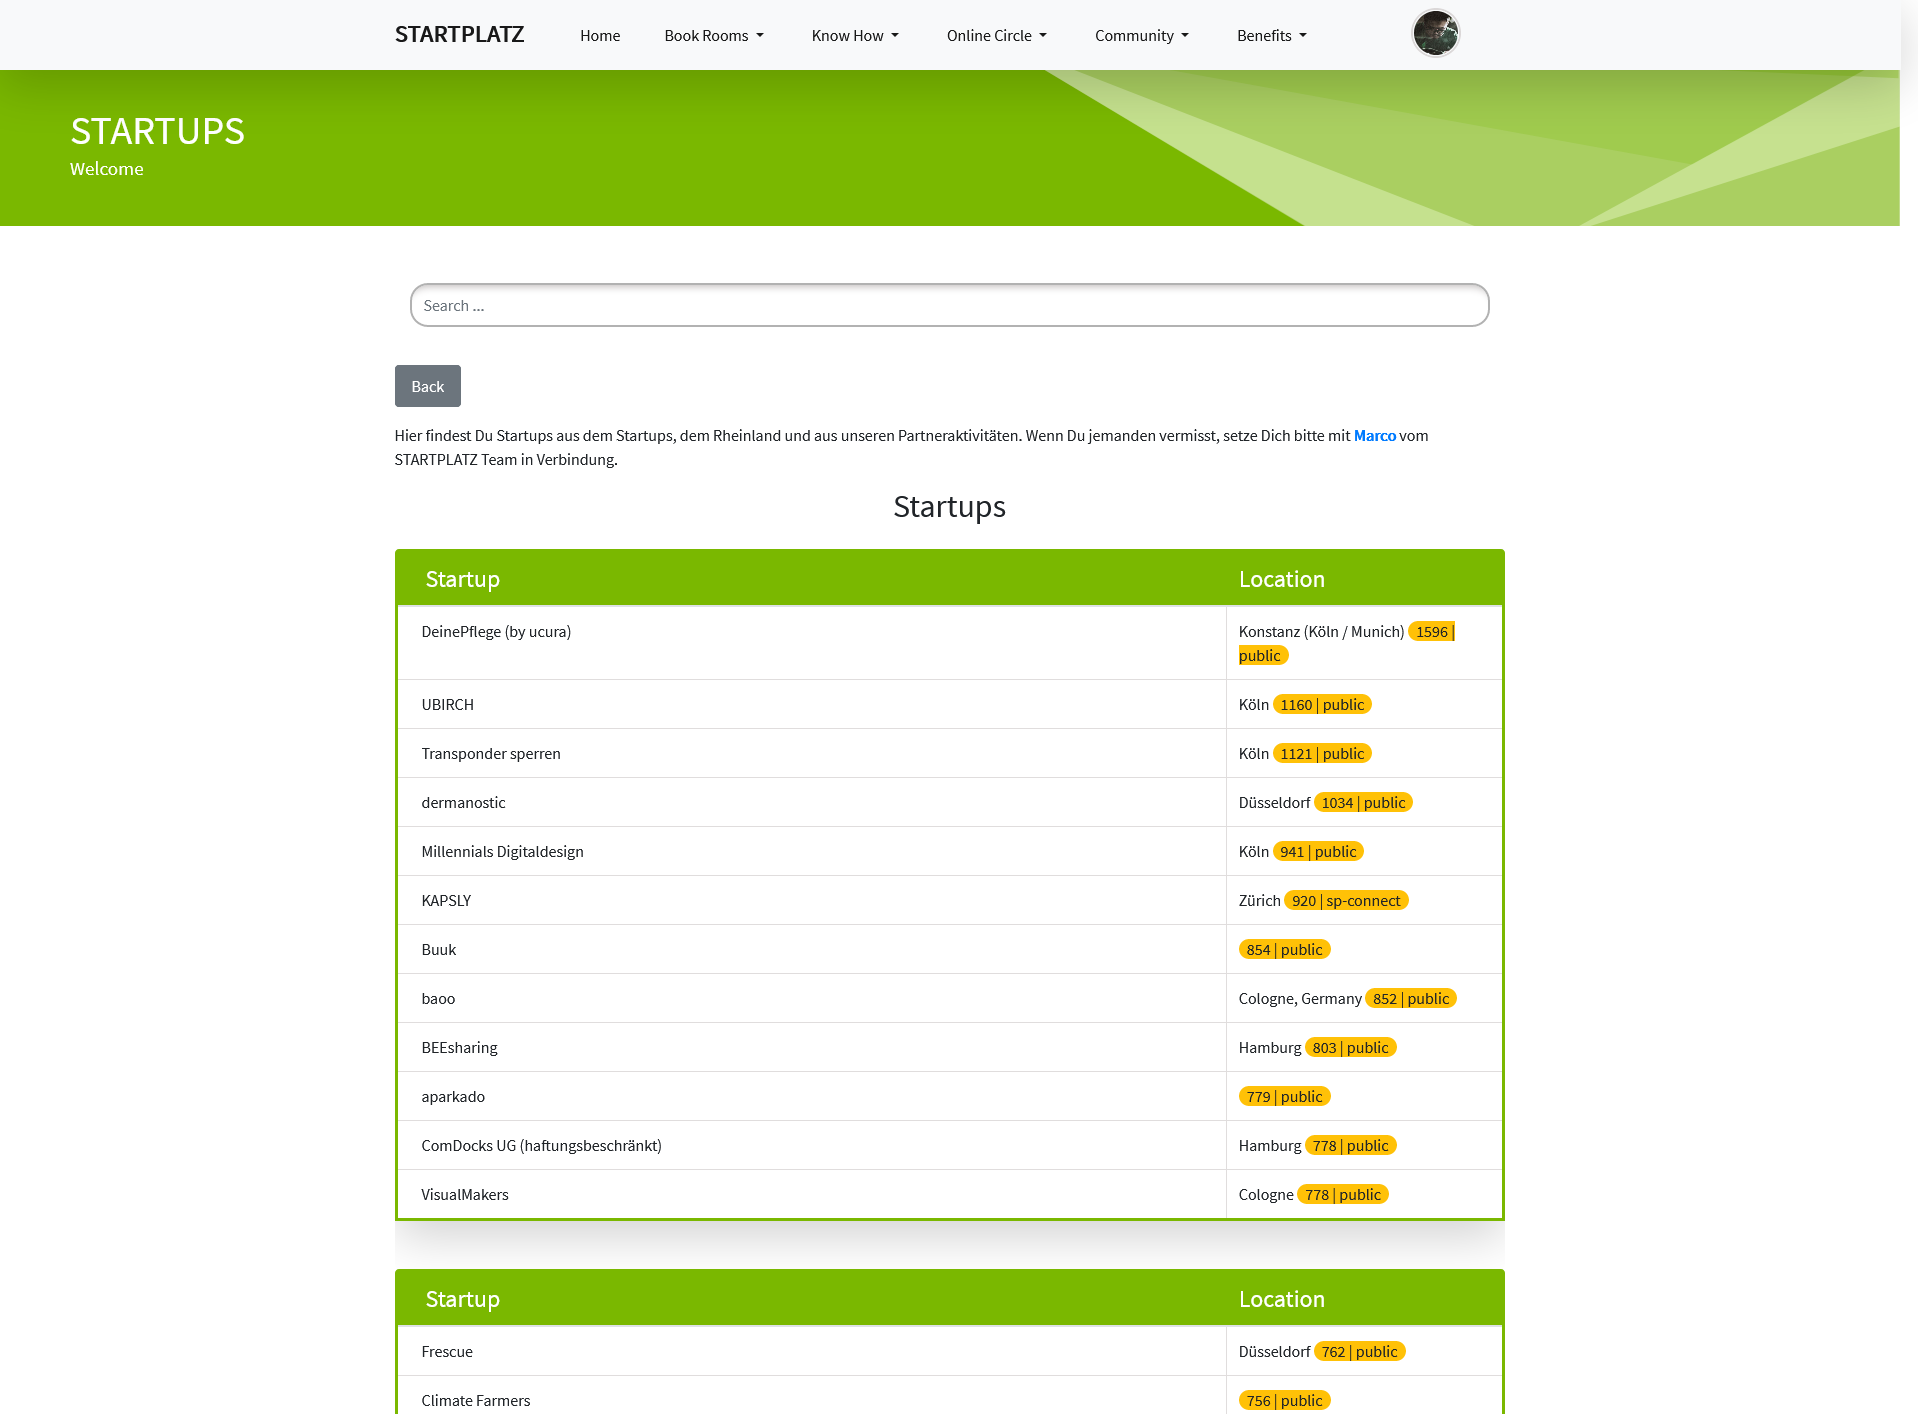 STARTPLATZ Home Book Rooms Know How Online Circle Community Benefits
STARTUPS
Welcome
Search ...
Back
Hier findest Du Startups aus dem Startups, dem Rheinland und aus unseren Partneraktivitäten. Wenn Du jemanden vermisst, setze Dich bitte mit Marco vom
STARTPLATZ Team in Verbindung.
Startups
Startup Location
DeinePflege (by ucura) Konstanz (Köln / Munich) 1596 |
public
UBIRCH Köln 1160 | public
Transponder sperren Köln 1121 | public
dermanostic Düsseldorf 1034 | public
Millennials Digitaldesign Köln 941 | public
KAPSLY Zürich 920 | sp-connect
Buuk 854 | public
baoo Cologne, Germany 852 | public
BEEsharing Hamburg 803 | public
aparkado 779 | public
ComDocks UG (haftungsbeschränkt) Hamburg 778 | public
VisualMakers Cologne 778 | public
Startup Location
Frescue Düsseldorf 762 | public
Climate Farmers 756 | public